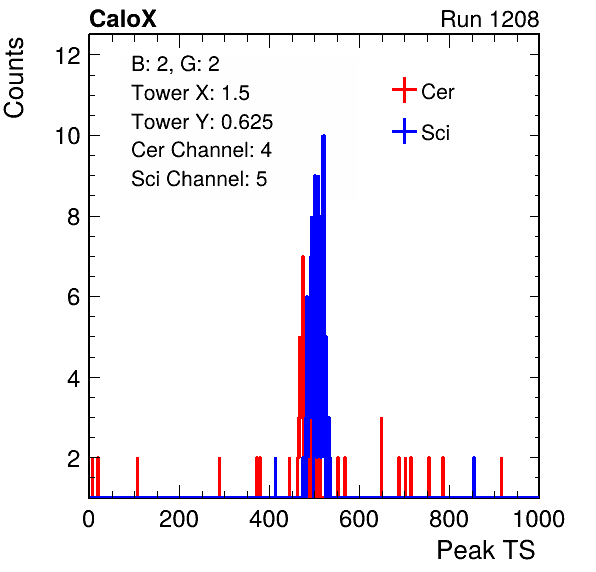 CaloX Run 1208
Counts
12
10
8
6
4
2
B: 2, G: 2
Tower X: 1.5
Tower Y: 0.625
Cer Channel: 4
Sci Channel: 5
Cer
Sci
0 200 400 600 800 1000
Peak TS